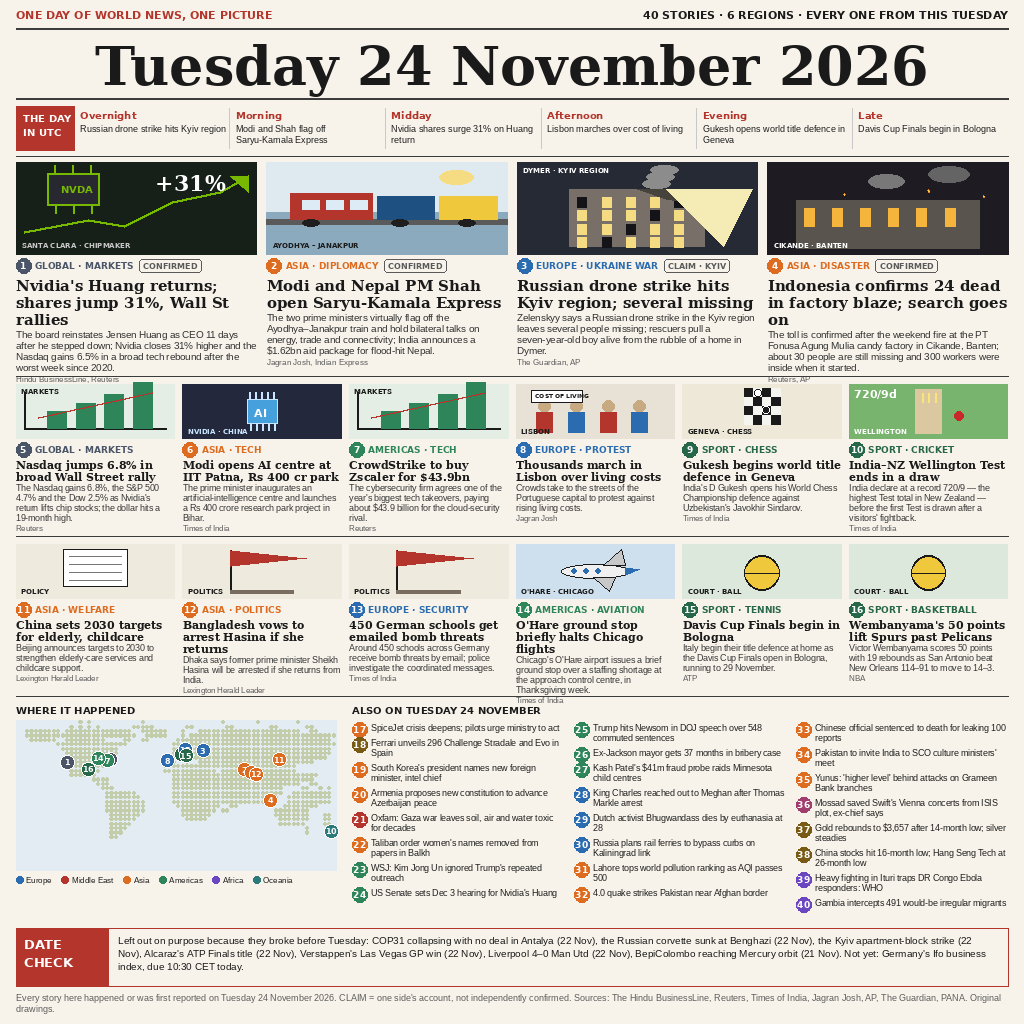 ONE DAY OF WORLD NEWS, ONE PICTURE
40 STORIES · 6 REGIONS · EVERY ONE FROM THIS TUESDAY
Tuesday 24 November 2026
THE DAY
IN UTC
Overnight
Russian drone strike hits Kyiv region
Morning
Modi and Shah flag off
Saryu-Kamala Express
Midday
Nvidia shares surge 31% on Huang
return
Afternoon
Lisbon marches over cost of living
Evening
Gukesh opens world title defence in
Geneva
Late
Davis Cup Finals begin in Bologna
NVDA
+31%
SANTA CLARA · CHIPMAKER
1 GLOBAL · MARKETS CONFIRMED
Nvidia's Huang returns;
shares jump 31%, Wall St
rallies
The board reinstates Jensen Huang as CEO 11 days
after he stepped down; Nvidia closes 31% higher and the
Nasdaq gains 6.5% in a broad tech rebound after the
worst week since 2020.
Hindu BusinessLine, Reuters
AYODHYA – JANAKPUR
2 ASIA · DIPLOMACY CONFIRMED
Modi and Nepal PM Shah
open Saryu-Kamala Express
The two prime ministers virtually flag off the
Ayodhya–Janakpur train and hold bilateral talks on
energy, trade and connectivity; India announces a
$1.62bn aid package for flood-hit Nepal.
Jagran Josh, Indian Express
DYMER · KYIV REGION
3 EUROPE · UKRAINE WAR CLAIM · KYIV
Russian drone strike hits
Kyiv region; several missing
Zelenskyy says a Russian drone strike in the Kyiv region
leaves several people missing; rescuers pull a
seven-year-old boy alive from the rubble of a home in
Dymer.
The Guardian, AP
CIKANDE · BANTEN
4 ASIA · DISASTER CONFIRMED
Indonesia confirms 24 dead
in factory blaze; search goes
on
The toll is confirmed after the weekend fire at the PT
Fonusa Agung Mulia candy factory in Cikande, Banten;
about 30 people are still missing and 300 workers were
inside when it started.
Reuters, AP
MARKETS
5 GLOBAL · MARKETS
Nasdaq jumps 6.8% in
broad Wall Street rally
The Nasdaq gains 6.8%, the S&P 500
4.7% and the Dow 2.5% as Nvidia's
return lifts chip stocks; the dollar hits a
19-month high.
Reuters
AI
NVIDIA · CHINA
6 ASIA · TECH
Modi opens AI centre at
IIT Patna, Rs 400 cr park
The prime minister inaugurates an
artificial-intelligence centre and launches
a Rs 400 crore research park project in
Bihar.
Times of India
MARKETS
7 AMERICAS · TECH
CrowdStrike to buy
Zscaler for $43.9bn
The cybersecurity firm agrees one of the
year's biggest tech takeovers, paying
about $43.9 billion for the cloud-security
rival.
Reuters
COST OF LIVING
LISBON
8 EUROPE · PROTEST
Thousands march in
Lisbon over living costs
Crowds take to the streets of the
Portuguese capital to protest against
rising living costs.
Jagran Josh
GENEVA · CHESS
9 SPORT · CHESS
Gukesh begins world title
defence in Geneva
India's D Gukesh opens his World Chess
Championship defence against
Uzbekistan's Javokhir Sindarov.
Times of India
720/9d
WELLINGTON
10 SPORT · CRICKET
India–NZ Wellington Test
ends in a draw
India declare at a record 720/9 — the
highest Test total in New Zealand —
before the first Test is drawn after a
visitors' fightback.
Times of India
POLICY
11 ASIA · WELFARE
China sets 2030 targets
for elderly, childcare
Beijing announces targets to 2030 to
strengthen elderly-care services and
childcare support.
Lexington Herald Leader
POLITICS
12 ASIA · POLITICS
Bangladesh vows to
arrest Hasina if she
returns
Dhaka says former prime minister Sheikh
Hasina will be arrested if she returns from
India.
Lexington Herald Leader
POLITICS
13 EUROPE · SECURITY
450 German schools get
emailed bomb threats
Around 450 schools across Germany
receive bomb threats by email; police
investigate the coordinated messages.
Times of India
O'HARE · CHICAGO
14 AMERICAS · AVIATION
O'Hare ground stop
briefly halts Chicago
flights
Chicago's O'Hare airport issues a brief
ground stop over a staffing shortage at
the approach control centre, in
Thanksgiving week.
Times of India
COURT · BALL
15 SPORT · TENNIS
Davis Cup Finals begin in
Bologna
Italy begin their title defence at home as
the Davis Cup Finals open in Bologna,
running to 29 November.
ATP
COURT · BALL
16 SPORT · BASKETBALL
Wembanyama's 50 points
lift Spurs past Pelicans
Victor Wembanyama scores 50 points
with 19 rebounds as San Antonio beat
New Orleans 114–91 to move to 14–3.
NBA
WHERE IT HAPPENED
1
16
14
7
8
15
3
11
12
4
10
Europe Middle East Asia Americas Africa Oceania
ALSO ON TUESDAY 24 NOVEMBER
17 SpiceJet crisis deepens; pilots urge ministry to act
18 Ferrari unveils 296 Challenge Stradale and Evo in
Spain
19 South Korea's president names new foreign
minister, intel chief
20 Armenia proposes new constitution to advance
Azerbaijan peace
21 Oxfam: Gaza war leaves soil, air and water toxic
for decades
22 Taliban order women's names removed from
papers in Balkh
23 WSJ: Kim Jong Un ignored Trump's repeated
outreach
24 US Senate sets Dec 3 hearing for Nvidia's Huang
25 Trump hits Newsom in DOJ speech over 548
commuted sentences
26 Ex-Jackson mayor gets 37 months in bribery case
27 Kash Patel's $41m fraud probe raids Minnesota
child centres
28 King Charles reached out to Meghan after Thomas
Markle arrest
29 Dutch activist Bhugwandass dies by euthanasia at
28
30 Russia plans rail ferries to bypass curbs on
Kaliningrad link
31 Lahore tops world pollution ranking as AQI passes
500
32 4.0 quake strikes Pakistan near Afghan border
33 Chinese official sentenced to death for leaking 100
reports
34 Pakistan to invite India to SCO culture ministers'
meet
35 Yunus: 'higher level' behind attacks on Grameen
Bank branches
36 Mossad saved Swift's Vienna concerts from ISIS
plot, ex-chief says
37 Gold rebounds to $3,657 after 14-month low; silver
steadies
38 China stocks hit 16-month low; Hang Seng Tech at
26-month low
39 Heavy fighting in Ituri traps DR Congo Ebola
responders: WHO
40 Gambia intercepts 491 would-be irregular migrants
DATE
CHECK
Left out on purpose because they broke before Tuesday: COP31 collapsing with no deal in Antalya (22 Nov), the Russian corvette sunk at Benghazi (22 Nov), the Kyiv apartment-block strike (22
Nov), Alcaraz's ATP Finals title (22 Nov), Verstappen's Las Vegas GP win (22 Nov), Liverpool 4–0 Man Utd (22 Nov), BepiColombo reaching Mercury orbit (21 Nov). Not yet: Germany's Ifo business
index, due 10:30 CET today.
Every story here happened or was first reported on Tuesday 24 November 2026. CLAIM = one side's account, not independently confirmed. Sources: The Hindu BusinessLine, Reuters, Times of India, Jagran Josh, AP, The Guardian, PANA. Original
drawings.